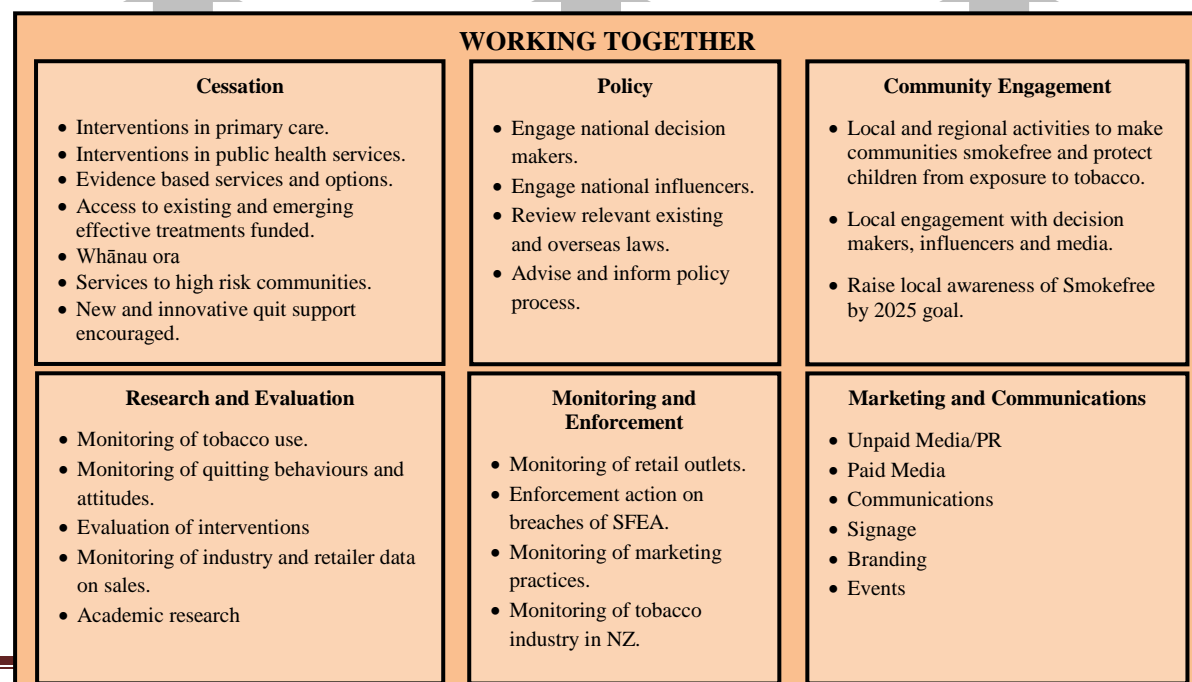 WORKING TOGETHER
Cessation
• Interventions in primary care.
• Interventions in public health services.
• Evidence based services and options.
• Access to existing and emerging
effective treatments funded.
• Whānau ora
• Services to high risk communities.
• New and innovative quit support
encouraged.
Policy
• Engage national decision
makers.
• Engage national influencers.
• Review relevant existing
and overseas laws.
• Advise and inform policy
process.
Community Engagement
• Local and regional activities to make
communities smokefree and protect
children from exposure to tobacco.
• Local engagement with decision
makers, influencers and media.
• Raise local awareness of Smokefree
by 2025 goal.
Research and Evaluation
• Monitoring of tobacco use.
• Monitoring of quitting behaviours and
attitudes.
• Evaluation of interventions
• Monitoring of industry and retailer data
on sales.
• Academic research
Monitoring and
Enforcement
• Monitoring of retail outlets.
• Enforcement action on
breaches of SFEA.
• Monitoring of marketing
practices.
• Monitoring of tobacco
industry in NZ.
Marketing and Communications
• Unpaid Media/PR
• Paid Media
• Communications
• Signage
• Branding
• Events